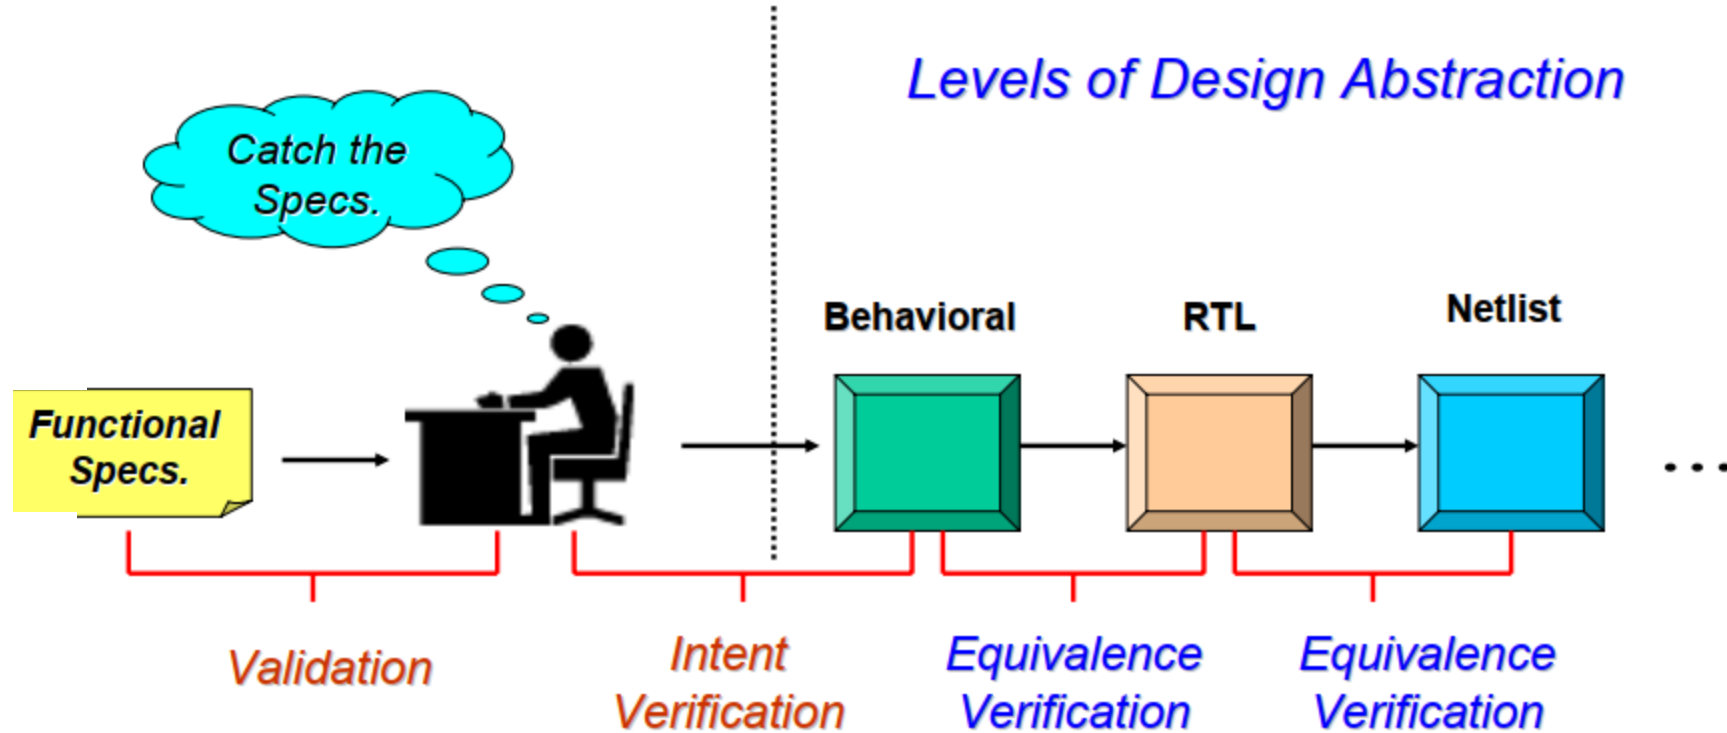 Levels of Design Abstraction
Catch the
Specs.
Behavioral
RTL
Netlist
Functional
Specs.
...
Validation
Intent
Verification
Equivalence
Verification
Equivalence
Verification